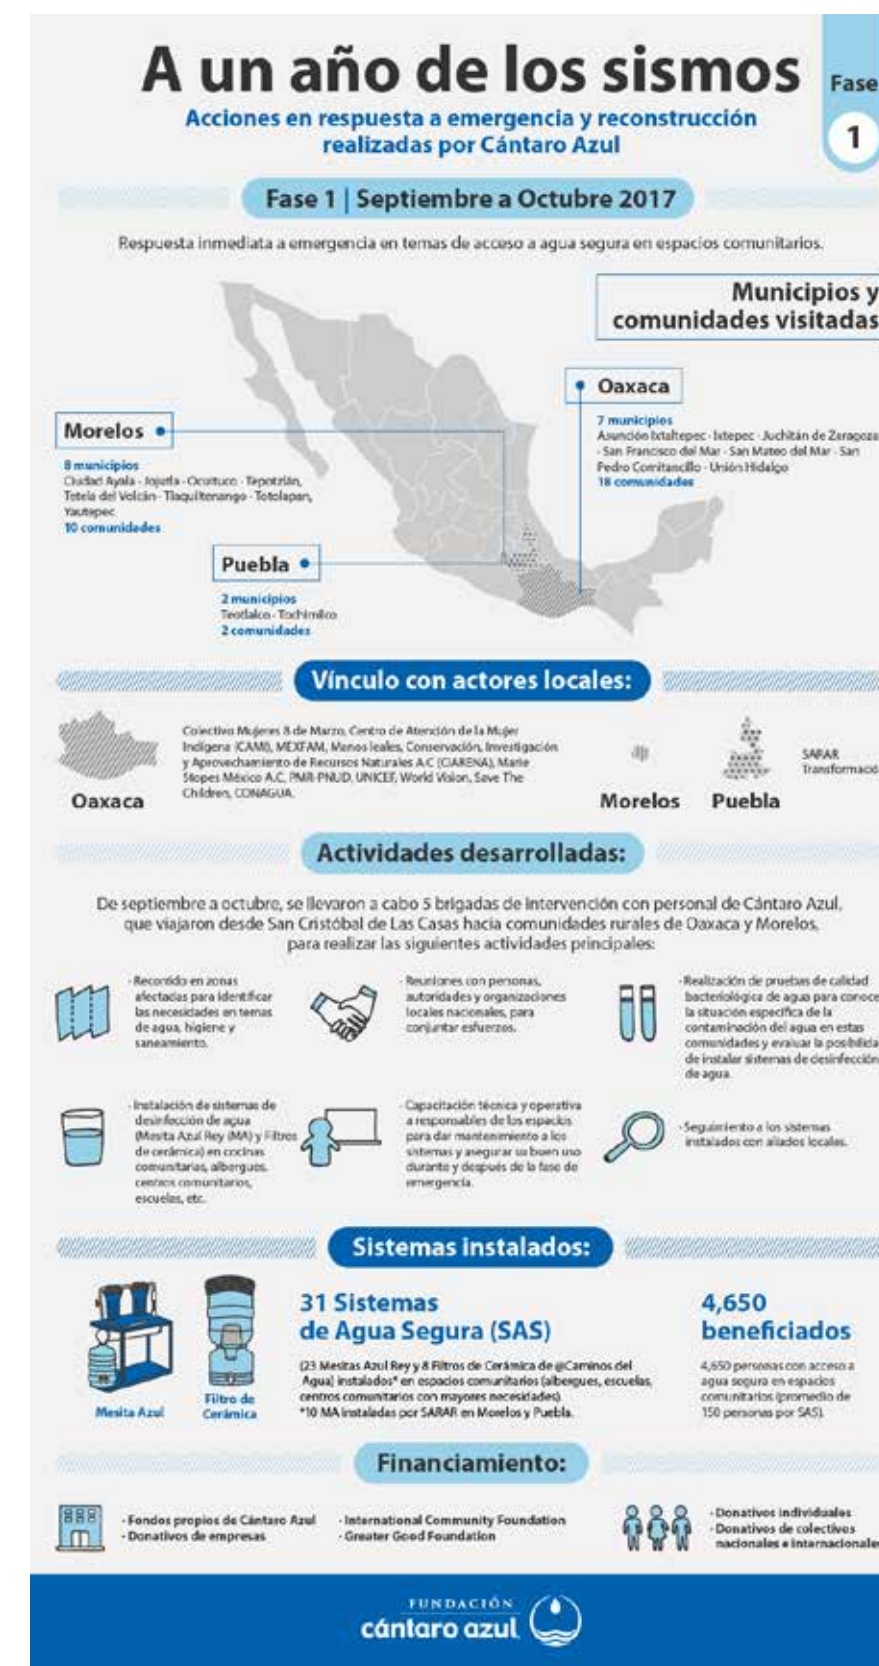 A un año de los sismos
Fase
1
Acciones en respuesta a emergencia y reconstrucción
realizadas por Cántaro Azul
Fase 1 | Septiembre a Octubre 2017
Respuesta inmediata a emergencia en temas de acceso a agua segura en espacios comunitarios.
Municipios y
comunidades visitadas
Oaxaca
7 municipios
Asunción Ixtaltepec · Ixtepec · Juchitán de Zaragoza
· San Francisco del Mar · San Mateo del Mar · San
Pedro Comitancillo · Unión Hidalgo
18 comunidades
Morelos
8 municipios
Ciudad Ayala · Jojutla · Ocuituco · Tepoztlán,
Tetela del Volcán · Tlaquiltenango · Totolapan,
Yautepec
10 comunidades
Puebla
2 municipios
Teotlalco · Tochimilco
2 comunidades
Vínculo con actores locales:
Colectivo Mujeres 8 de Marzo, Centro de Atención de la Mujer
Indígena (CAMI), MEXFAM, Manos leales, Conservación, Investigación
y Aprovechamiento de Recursos Naturales A.C (CIARENA), Marie
Stopes México A.C, PMR-PNUD, UNICEF, World Vision, Save The
Children, CONAGUA.
Oaxaca
Morelos
Puebla
SARAR
Transformació
Actividades desarrolladas:
De septiembre a octubre, se llevaron a cabo 5 brigadas de intervención con personal de Cántaro Azul,
que viajaron desde San Cristóbal de Las Casas hacia comunidades rurales de Oaxaca y Morelos,
para realizar las siguientes actividades principales:
· Recorrido en zonas
afectadas para identificar
las necesidades en temas
de agua, higiene y
saneamiento.
· Reuniones con personas,
autoridades y organizaciones
locales nacionales, para
conjuntar esfuerzos.
· Realización de pruebas de calidad
bacteriológica de agua para conoce
la situación específica de la
contaminación del agua en estas
comunidades y evaluar la posibilida
de instalar sistemas de desinfección
de agua.
· Instalación de sistemas de
desinfección de agua
(Mesita Azul Rey (MA) y Filtros
de cerámica) en cocinas
comunitarias, albergues,
centros comunitarios,
escuelas, etc.
· Capacitación técnica y operativa
a responsables de los espacios
para dar mantenimiento a los
sistemas y asegurar su buen uso
durante y después de la fase de
emergencia.
· Seguimiento a los sistemas
instalados con aliados locales.
Sistemas instalados:
Mesita Azul
Filtro de
Cerámica
31 Sistemas
de Agua Segura (SAS)
(23 Mesitas Azul Rey y 8 Filtros de Cerámica de @Caminos del
Agua) instalados* en espacios comunitarios (albergues, escuelas,
centros comunitarios con mayores necesidades).
*10 MA instaladas por SARAR en Morelos y Puebla.
4,650
beneficiados
4,650 personas con acceso a
agua segura en espacios
comunitarios (promedio de
150 personas por SAS).
Financiamiento:
· Fondos propios de Cántaro Azul
· Donativos de empresas
· International Community Foundation
· Greater Good Foundation
· Donativos individuales
· Donativos de colectivos
nacionales e internacionale
FUNDACIÓN
cántaro azul